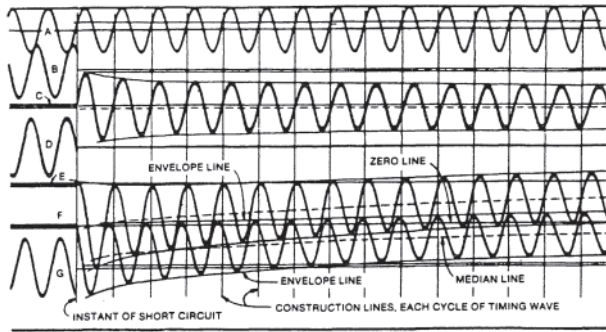 A
B
C
D
E
ENVELOPE LINE
ZERO LINE
F
G
ENVELOPE LINE
MEDIAN LINE
INSTANT OF SHORT CIRCUIT
CONSTRUCTION LINES, EACH CYCLE OF TIMING WAVE